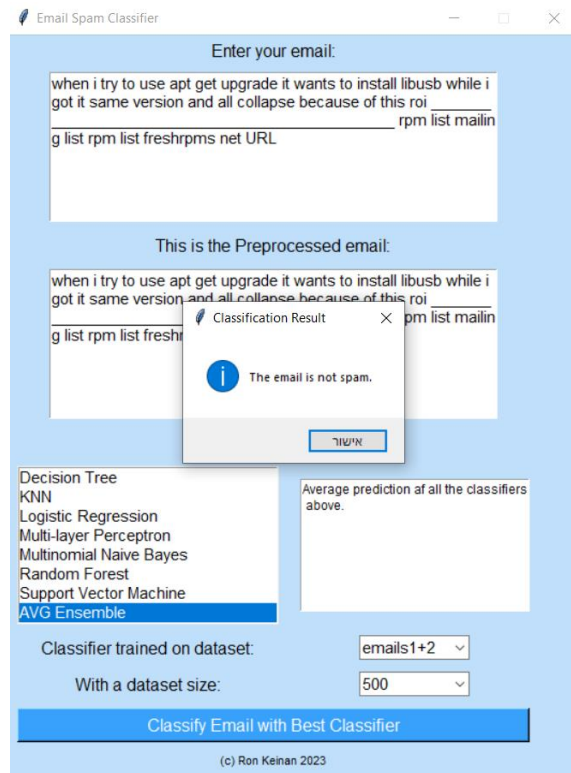 Email Spam Classifier
Enter your email:
when i try to use apt get upgrade it wants to install libusb while i
got it same version and all collapse because of this roi _______
________________________________________ rpm list mailin
g list rpm list freshrpms net URL
This is the Preprocessed email:
when i try to use apt get upgrade it wants to install libusb while i
got it same version and all collapse because of this roi _______
rpm list mailin
g list rpm list freshr
Classification Result
The email is not spam.
אישור
Decision Tree
KNN
Logistic Regression
Multi-layer Perceptron
Multinomial Naive Bayes
Random Forest
Support Vector Machine
AVG Ensemble
Average prediction af all the classifiers
above.
Classifier trained on dataset:
emails1+2
With a dataset size:
500
Classify Email with Best Classifier
(c) Ron Keinan 2023